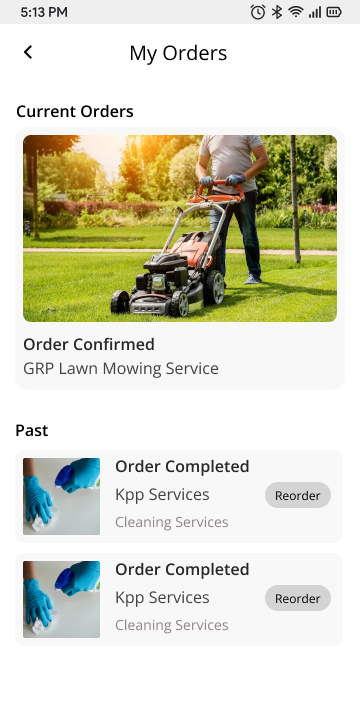 5:13 PM
My Orders
Current Orders
Order Confirmed
GRP Lawn Mowing Service
Past
Order Completed
Kpp Services
Reorder
Cleaning Services
Order Completed
Kpp Services
Reorder
Cleaning Services